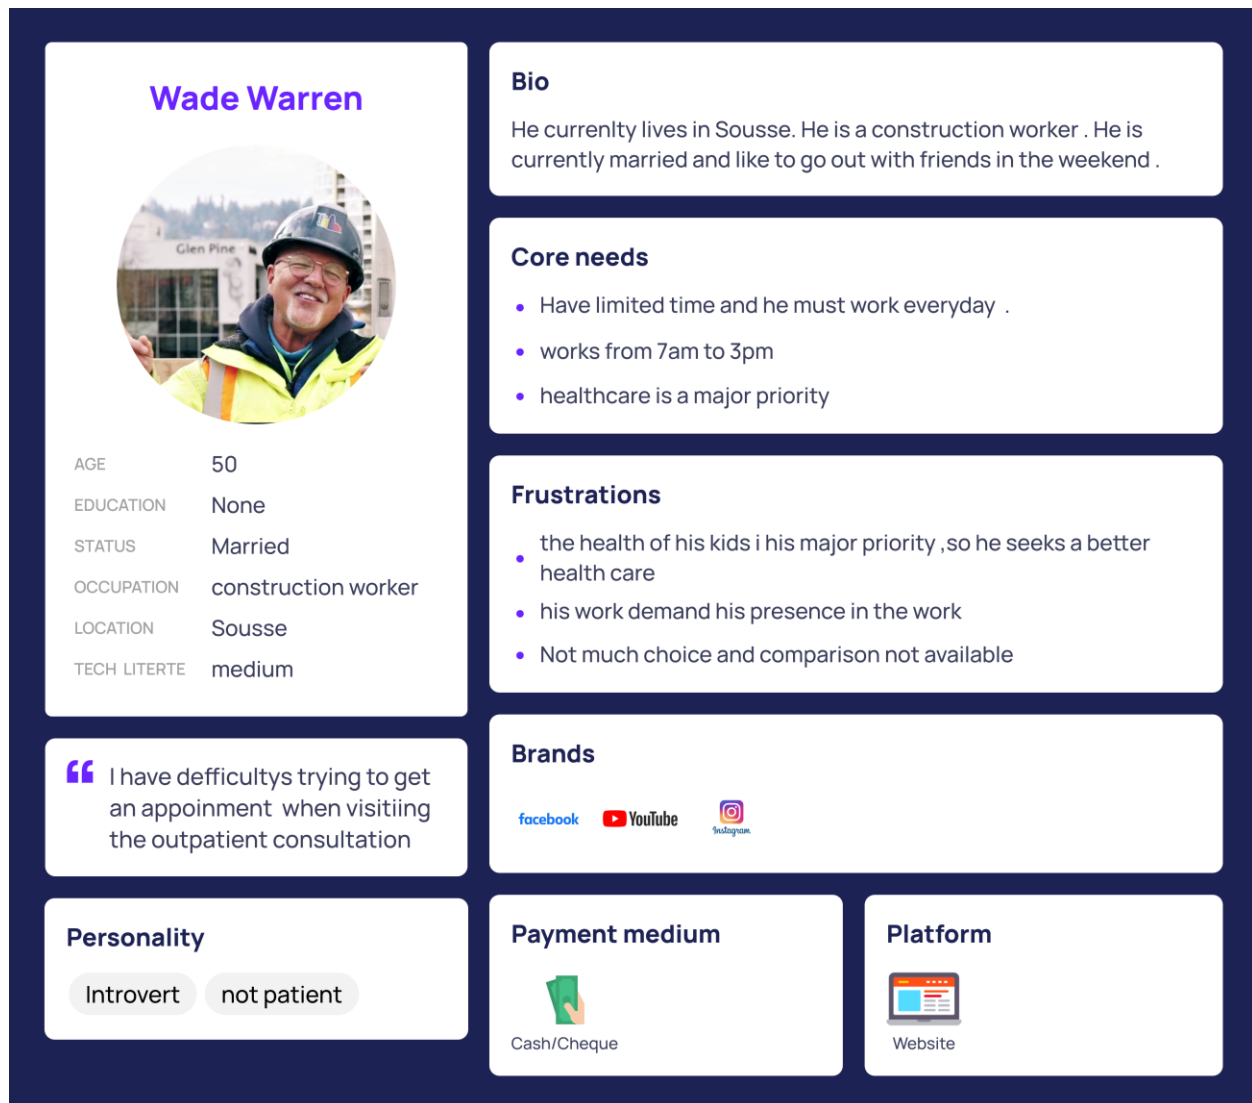 Wade Warren
Glen Pine
AGE 50
EDUCATION None
STATUS Married
OCCUPATION construction worker
LOCATION Sousse
TECH LITERTE medium
I have defficultys trying to get
an appoinment when visitiing
the outpatient consultation
Personality
Introvert not patient
Bio
He currenlty lives in Sousse. He is a construction worker . He is
currently married and like to go out with friends in the weekend .
Core needs
Have limited time and he must work everyday .
works from 7am to 3pm
healthcare is a major priority
Frustrations
the health of his kids i his major priority ,so he seeks a better
health care
his work demand his presence in the work
Not much choice and comparison not available
Brands
facebook YouTube Instagram
Payment medium
Cash/Cheque
Platform
Website